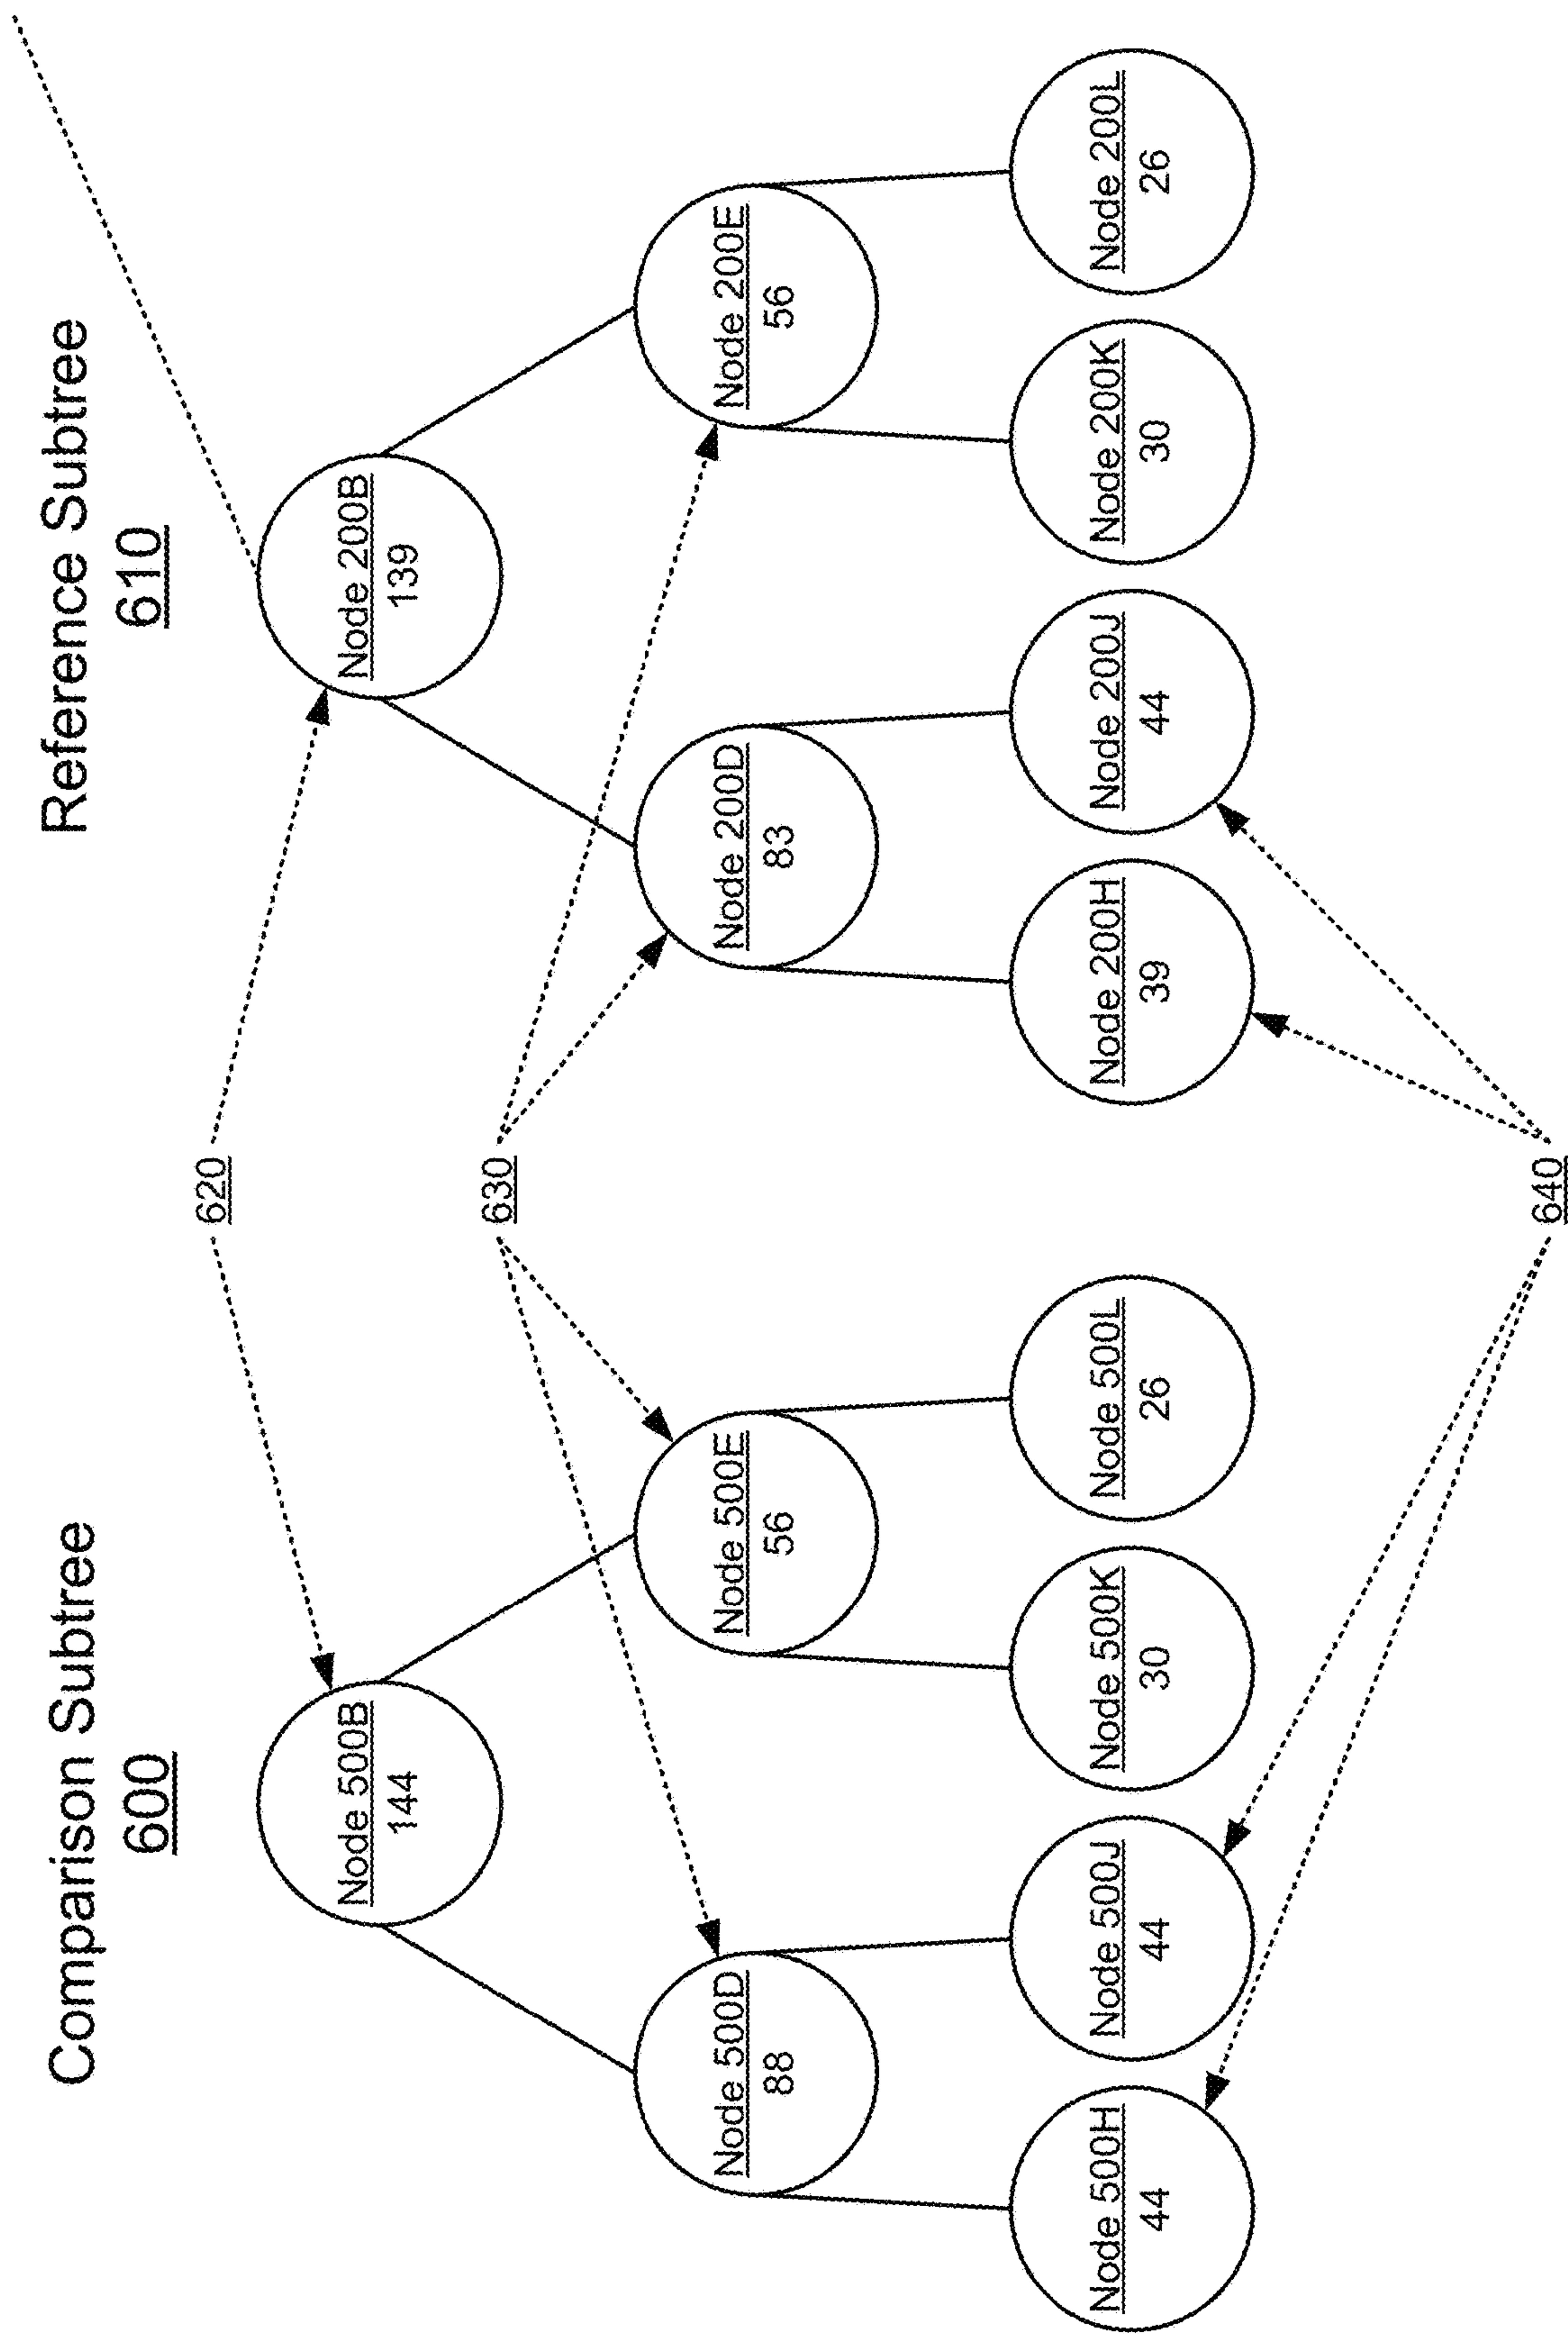 Comparison Subtree
600
Reference Subtree
610
620
Node 500B
144
Node 200B
139
630
Node 500D
88
Node 500E
56
Node 200D
83
Node 200E
56
Node 500H
44
Node 500J
44
Node 500K
30
Node 500L
26
Node 200H
39
Node 200J
44
Node 200K
30
Node 200L
26
640